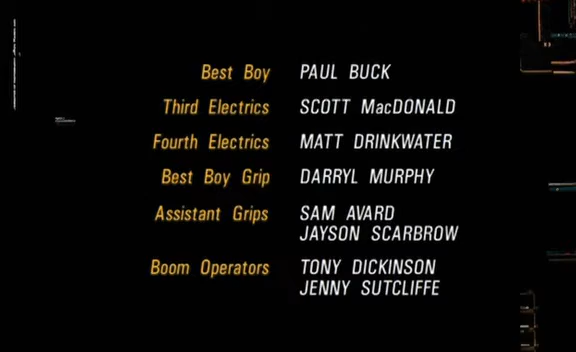 Best Boy PAUL BUCK
Third Electrics SCOTT MacDONALD
Fourth Electrics MATT DRINKWATER
Best Boy Grip DARRYL MURPHY
Assistant Grips SAM AVARD
JAYSON SCARBROW
Boom Operators TONY DICKINSON
JENNY SUTCLIFFE